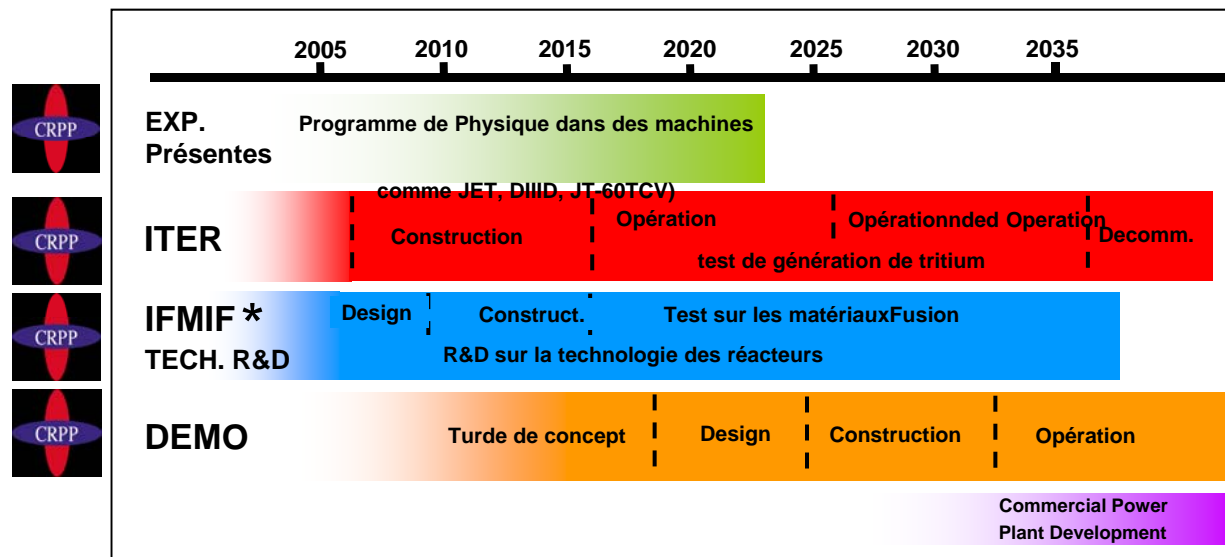 2005 2010 2015 2020 2025 2030 2035
CRPP
EXP.
Présentes
Programme de Physique dans des machines
comme JET, DIIID, JT-60TCV)
CRPP
ITER
Construction
Opération
Opérationnded Operation
Decomm.
test de génération de tritium
CRPP
IFMIF *
TECH. R&D
Design
Construct.
Test sur les matériauxFusion
R&D sur la technologie des réacteurs
CRPP
DEMO
Turde de concept
Design
Construction
Opération
Commercial Power
Plant Development